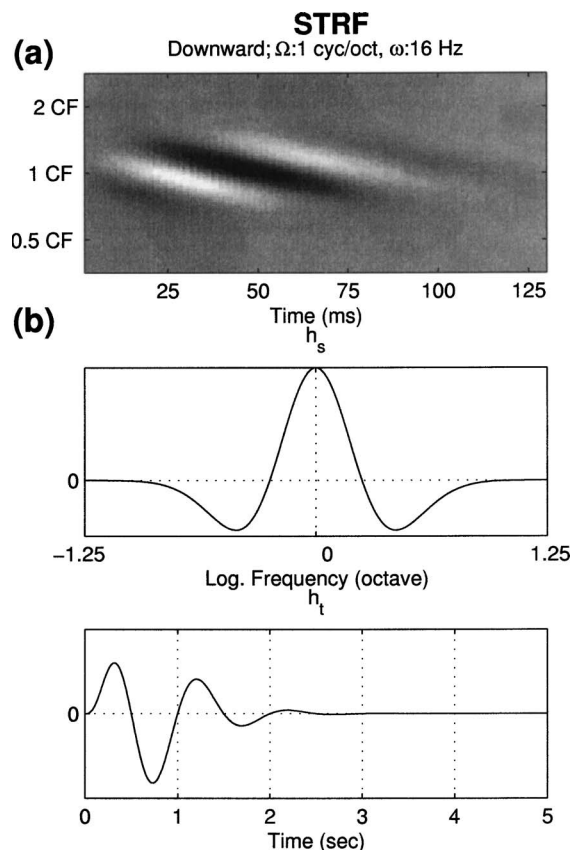 STRF
(a)
Downward; Ω:1 cyc/oct, ω:16 Hz
2 CF
1 CF
0.5 CF
25 50 75 100 125
Time (ms)
(b)
h_s
0
−1.25 0 1.25
Log. Frequency (octave)
h_t
0
0 1 2 3 4 5
Time (sec)